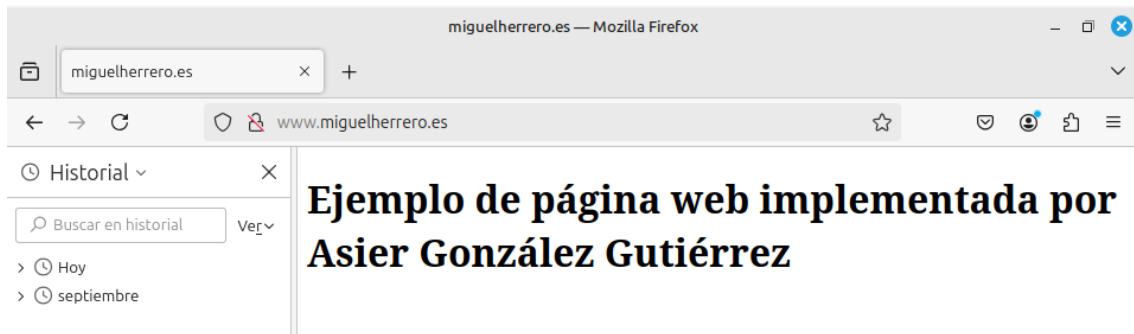 miguelherrero.es — Mozilla Firefox
miguelherrero.es
www.miguelherrero.es
Historial
Buscar en historial
Ver
Hoy
septiembre
Ejemplo de página web implementada por
Asier González Gutiérrez